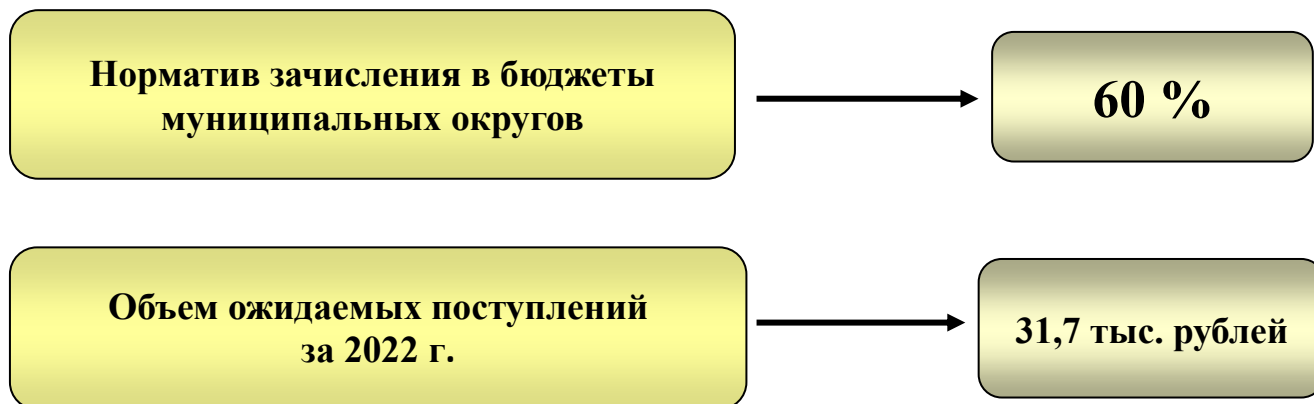 Норматив зачисления в бюджеты
муниципальных округов
60 %
Объем ожидаемых поступлений
за 2022 г.
31,7 тыс. рублей